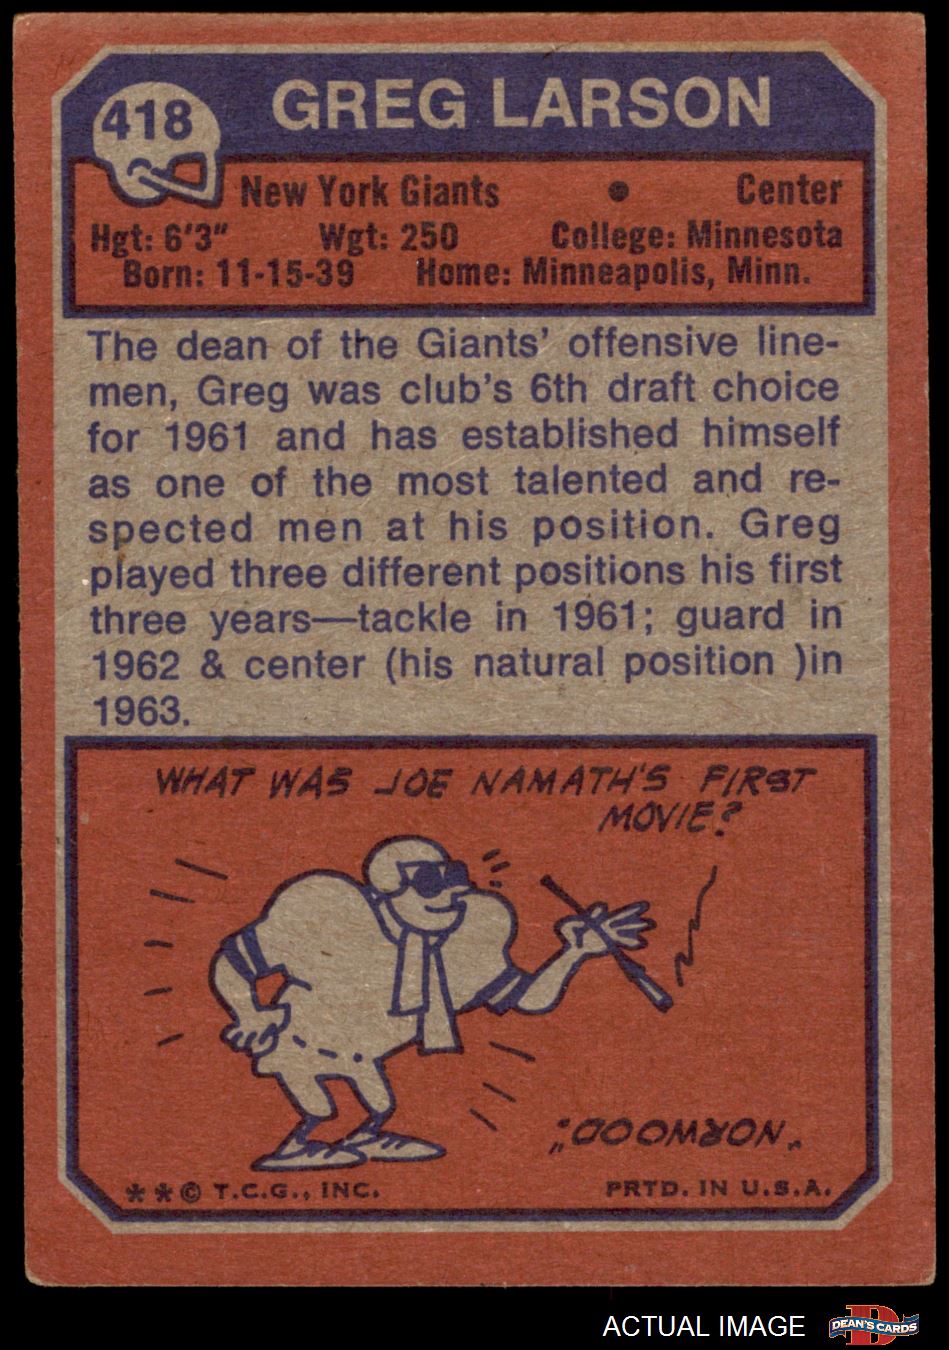 418
GREG LARSON
New York Giants • Center
Hgt: 6'3" Wgt: 250 College: Minnesota
Born: 11-15-39 Home: Minneapolis, Minn.
The dean of the Giants' offensive line-
men, Greg was club's 6th draft choice
for 1961 and has established himself
as one of the most talented and re-
spected men at his position. Greg
played three different positions his first
three years—tackle in 1961; guard in
1962 & center (his natural position )in
1963.
WHAT WAS JOE NAMATH'S FIRST
MOVIE?
"NORWOOD."
* * © T.C.G., INC. PRTD. IN U.S.A.
ACTUAL IMAGE
D
DEAN'S CARDS